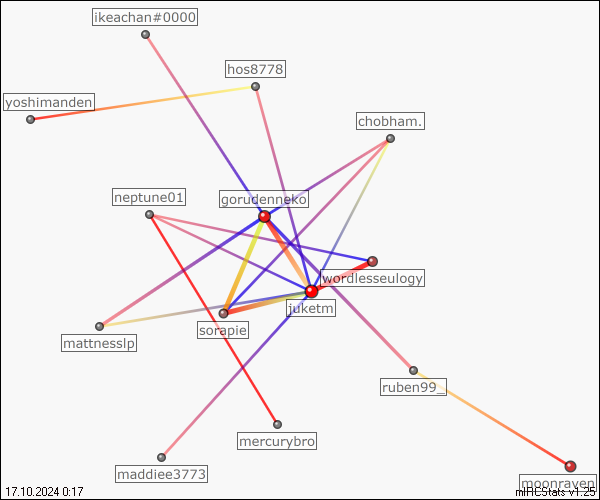 ikeachan#0000
hos8778
yoshimanden
chobham.
neptune01
gorudenneko
wordlesseulogy
juketm
sorapie
mattnesslp
ruben99_
mercurybro
maddiee3773
moonraven
17.10.2024 0:17
mIRCStats v1.25